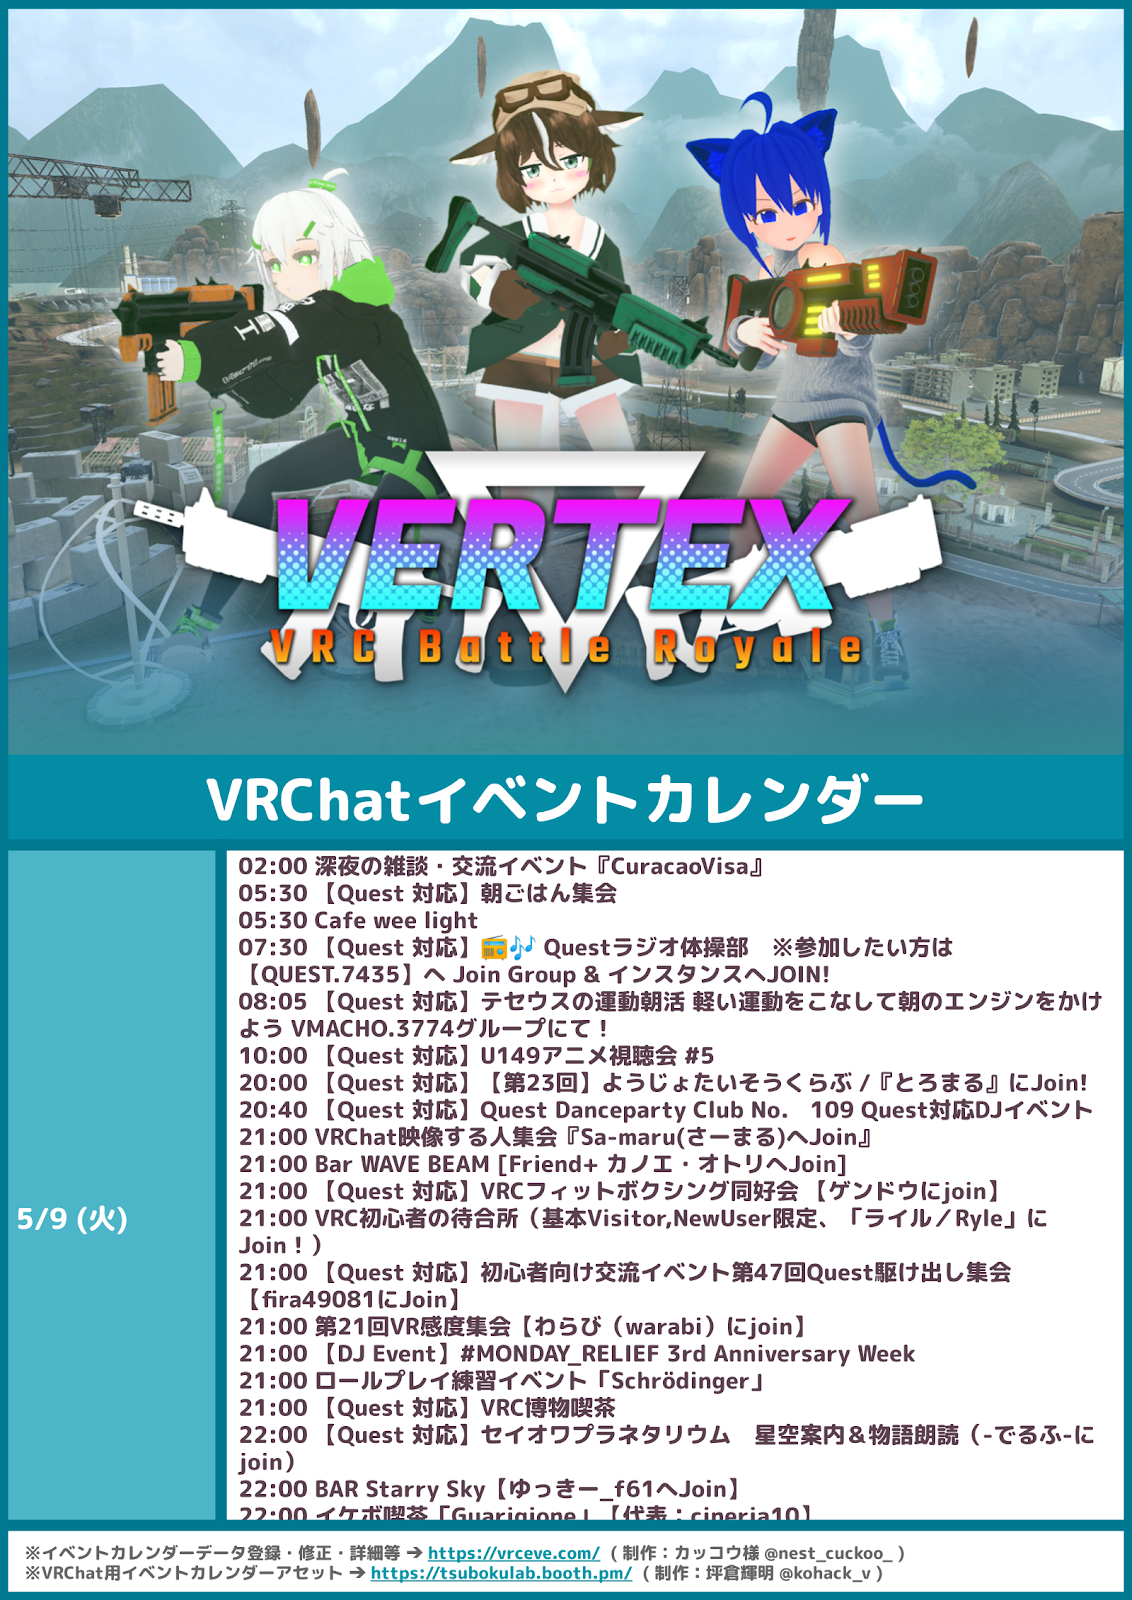 VERTEX
VRC Battle Royale
VRChatイベントカレンダー
5/9 (火)
02:00 深夜の雑談・交流イベント『CuracaoVisa』
05:30 【Quest 対応】朝ごはん集会
05:30 Cafe wee light
07:30 【Quest 対応】📻🎶 Questラジオ体操部　※参加したい方は
【QUEST.7435】へ Join Group & インスタンスへJOIN!
08:05 【Quest 対応】テセウスの運動朝活 軽い運動をこなして朝のエンジンをかけ
よう VMACHO.3774グループにて！
10:00 【Quest 対応】U149アニメ視聴会 #5
20:00 【Quest 対応】【第23回】ようじょたいそうくらぶ /『とろまる』にJoin!
20:40 【Quest 対応】Quest Danceparty Club No.　109 Quest対応DJイベント
21:00 VRChat映像する人集会『Sa-maru(さーまる)へJoin』
21:00 Bar WAVE BEAM [Friend+ カノエ・オトリへJoin]
21:00 【Quest 対応】VRCフィットボクシング同好会 【ゲンドウにjoin】
21:00 VRC初心者の待合所（基本Visitor,NewUser限定、「ライル／Ryle」に
Join！）
21:00 【Quest 対応】初心者向け交流イベント第47回Quest駆け出し集会
【fira49081にJoin】
21:00 第21回VR感度集会【わらび（warabi）にjoin】
21:00 【DJ Event】#MONDAY_RELIEF 3rd Anniversary Week
21:00 ロールプレイ練習イベント「Schrödinger」
21:00 【Quest 対応】VRC博物喫茶
22:00 【Quest 対応】セイオワプラネタリウム　星空案内＆物語朗読（-でるふ-に
join）
22:00 BAR Starry Sky【ゆっきー_f61へJoin】
22:00 イケボ喫茶「Guarigione」【代表：cineria10】
※イベントカレンダーデータ登録・修正・詳細等 → https://vrceve.com/ ( 制作：カッコウ様 @nest_cuckoo_ )
※VRChat用イベントカレンダーアセット → https://tsubokulab.booth.pm/ ( 制作：坪倉輝明 @kohack_v )